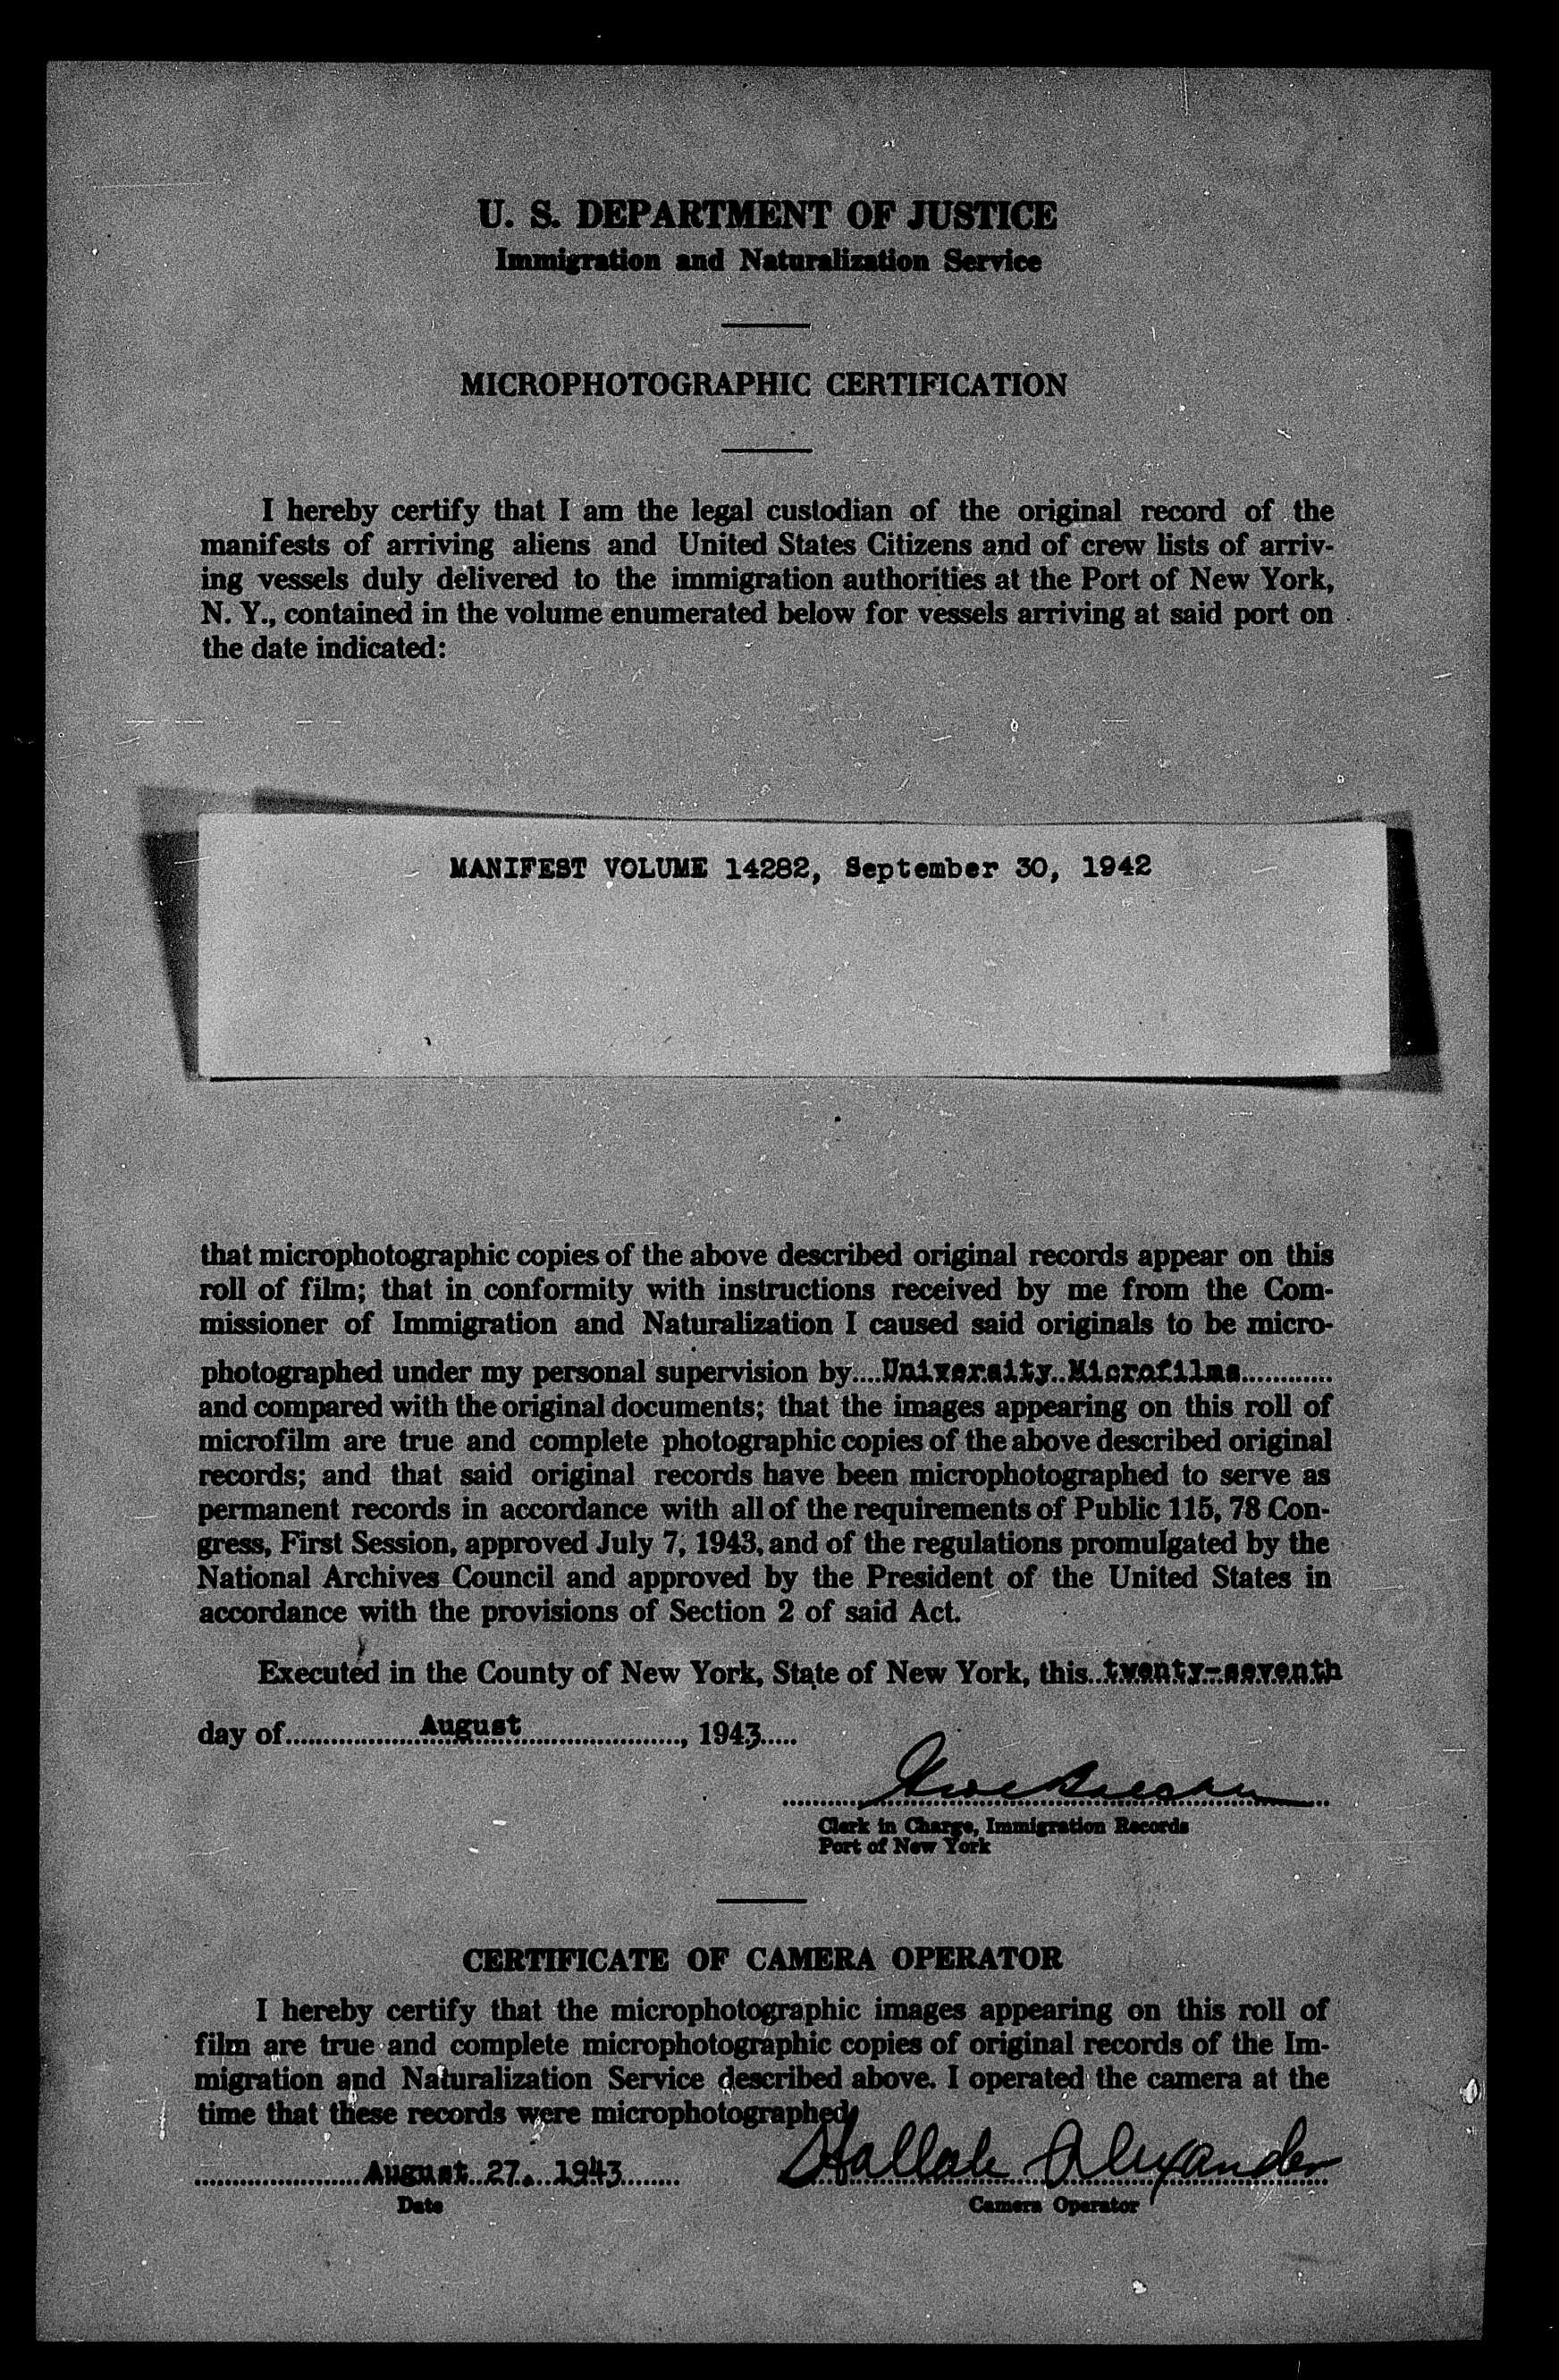 U. S. DEPARTMENT OF JUSTICE
Immigration and Naturalization Service
MICROPHOTOGRAPHIC CERTIFICATION
I hereby certify that I am the legal custodian of the original record of the
manifests of arriving aliens and United States Citizens and of crew lists of arriv-
ing vessels duly delivered to the immigration authorities at the Port of New York,
N. Y., contained in the volume enumerated below for vessels arriving at said port on
the date indicated:
MANIFEST VOLUME 14282, September 30, 1942
that microphotographic copies of the above described original records appear on this
roll of film; that in conformity with instructions received by me from the Com-
missioner of Immigration and Naturalization I caused said originals to be micro-
photographed under my personal supervision by....University Microfilms............
and compared with the original documents; that the images appearing on this roll of
microfilm are true and complete photographic copies of the above described original
records; and that said original records have been microphotographed to serve as
permanent records in accordance with all of the requirements of Public 115, 78 Con-
gress, First Session, approved July 7, 1943, and of the regulations promulgated by the
National Archives Council and approved by the President of the United States in
accordance with the provisions of Section 2 of said Act.
Executed in the County of New York, State of New York, this..twenty-seventh
day of......................August.........................., 1943.....
Clerk in Charge, Immigration Records
Port of New York
CERTIFICATE OF CAMERA OPERATOR
I hereby certify that the microphotographic images appearing on this roll of
film are true and complete microphotographic copies of original records of the Im-
migration and Naturalization Service described above. I operated the camera at the
time that these records were microphotographed.
August 27, 1943 Alexander
Date Camera Operator